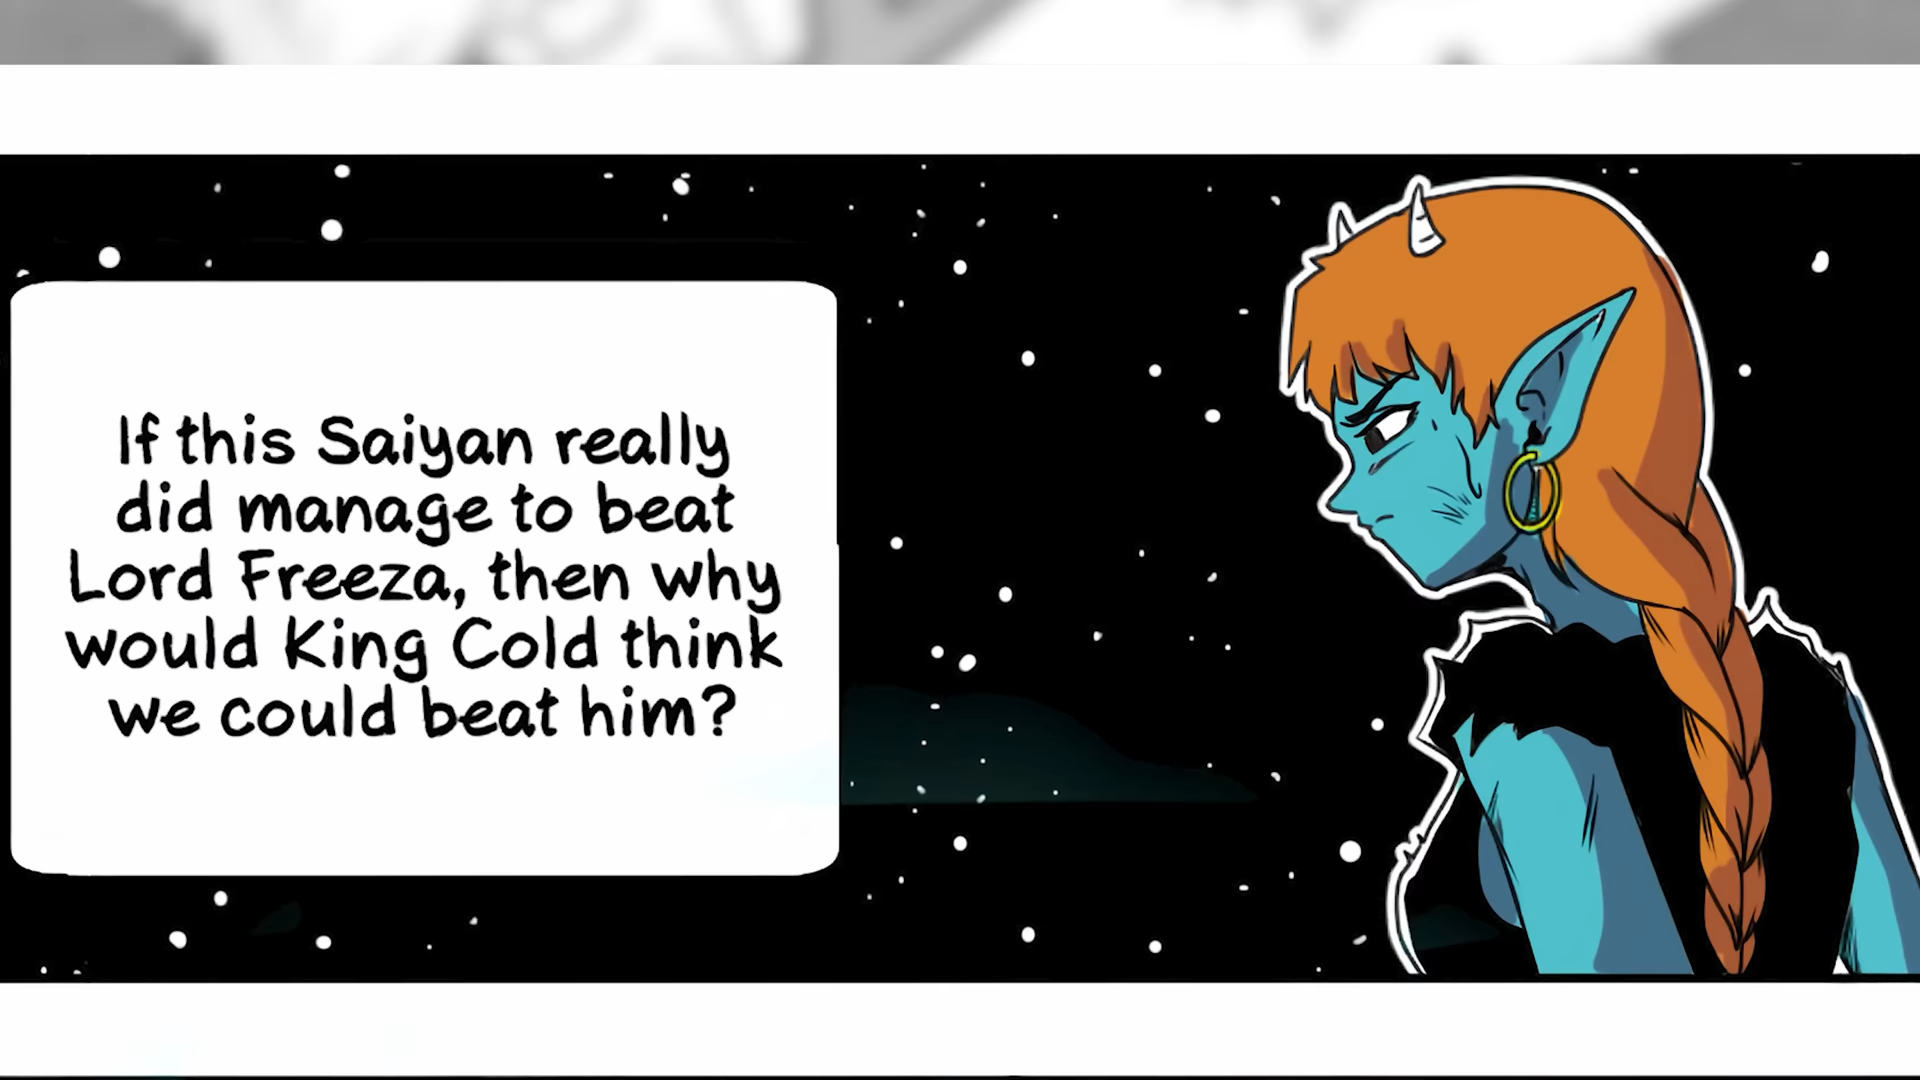 If this Saiyan really
did manage to beat
Lord Freeza, then why
would King Cold think
we could beat him?